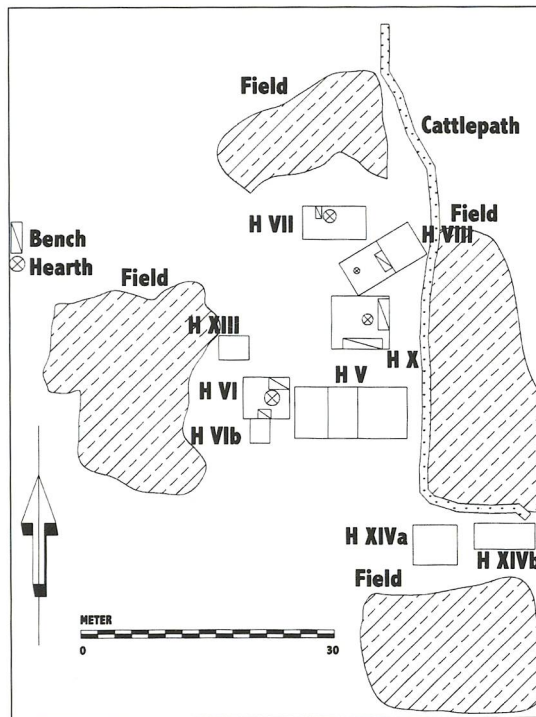 Field
Cattlepath
H VII
Field
H VIII
Bench
Hearth
Field
H XIII
H X
H V
H VI
H VIb
H XIVa
H XIVb
Field
METER
0
30